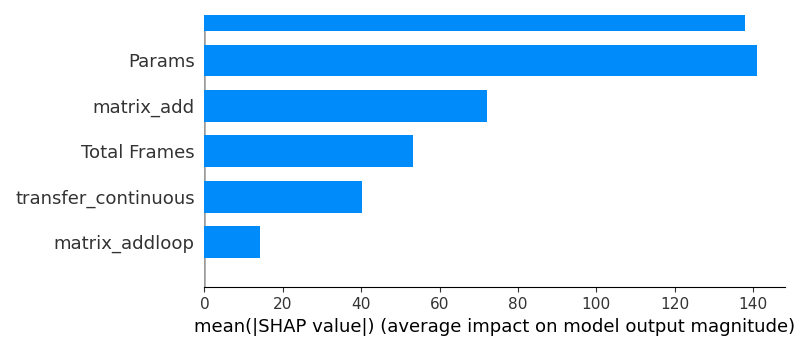 Params
matrix_add
Total Frames
transfer_continuous
matrix_addloop
0 20 40 60 80 100 120 140
mean(|SHAP value|) (average impact on model output magnitude)